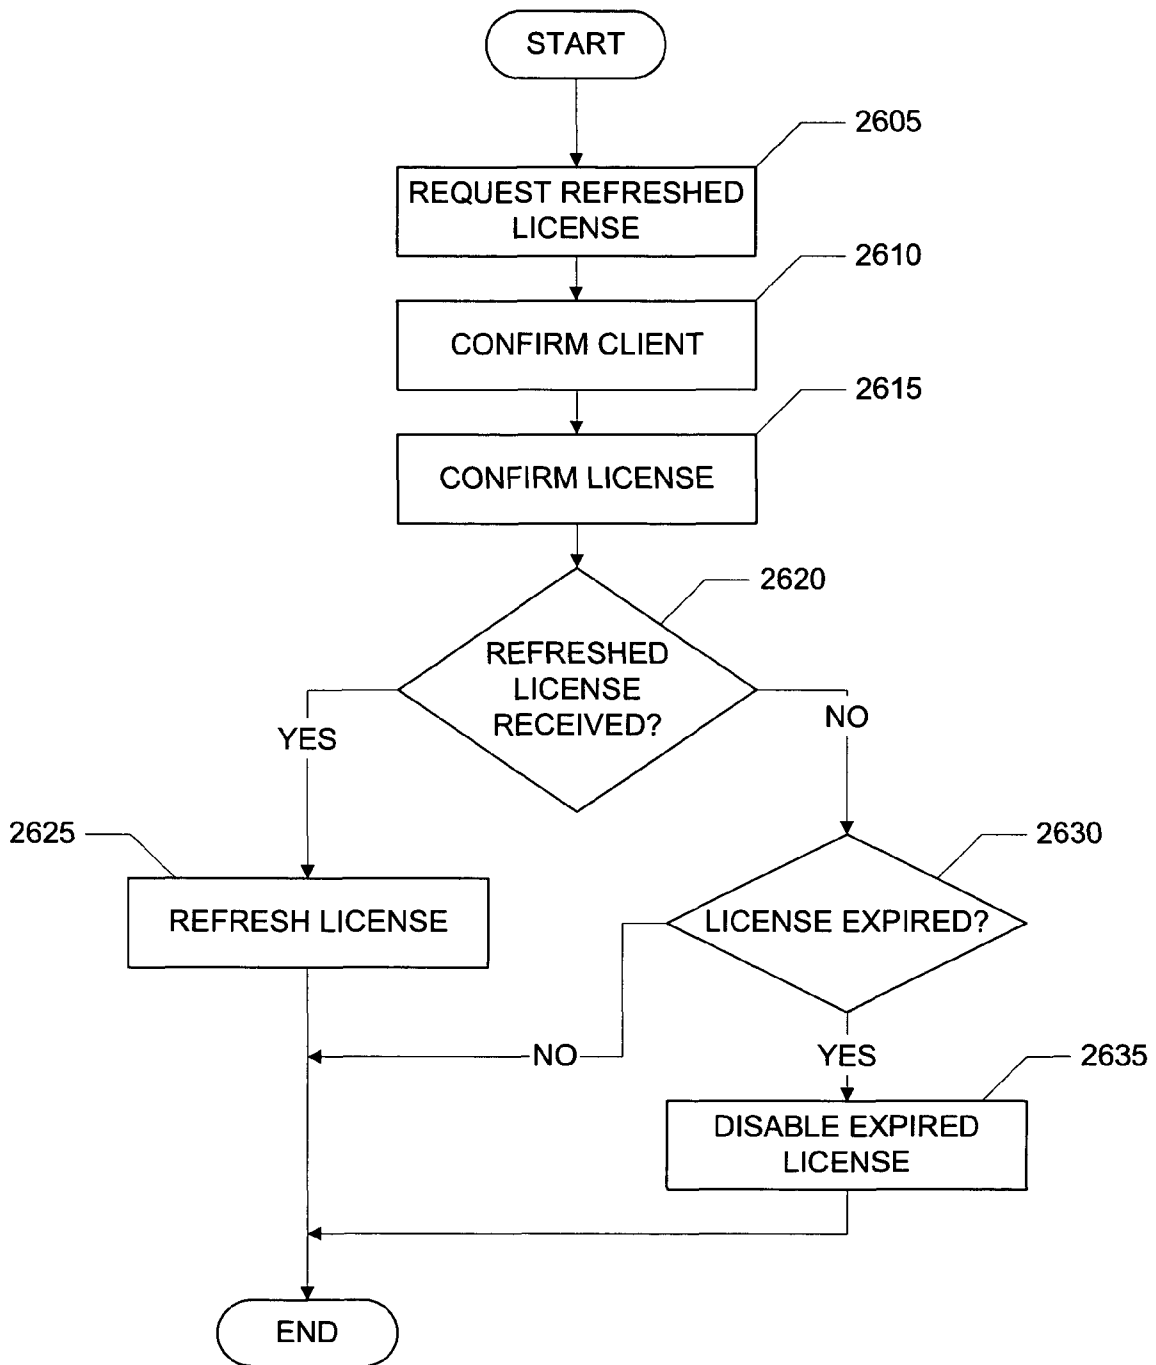 START
2605
REQUEST REFRESHED
LICENSE
2610
CONFIRM CLIENT
2615
CONFIRM LICENSE
2620
REFRESHED
LICENSE
RECEIVED?
YES
NO
2625
REFRESH LICENSE
2630
LICENSE EXPIRED?
NO
YES
2635
DISABLE EXPIRED
LICENSE
END